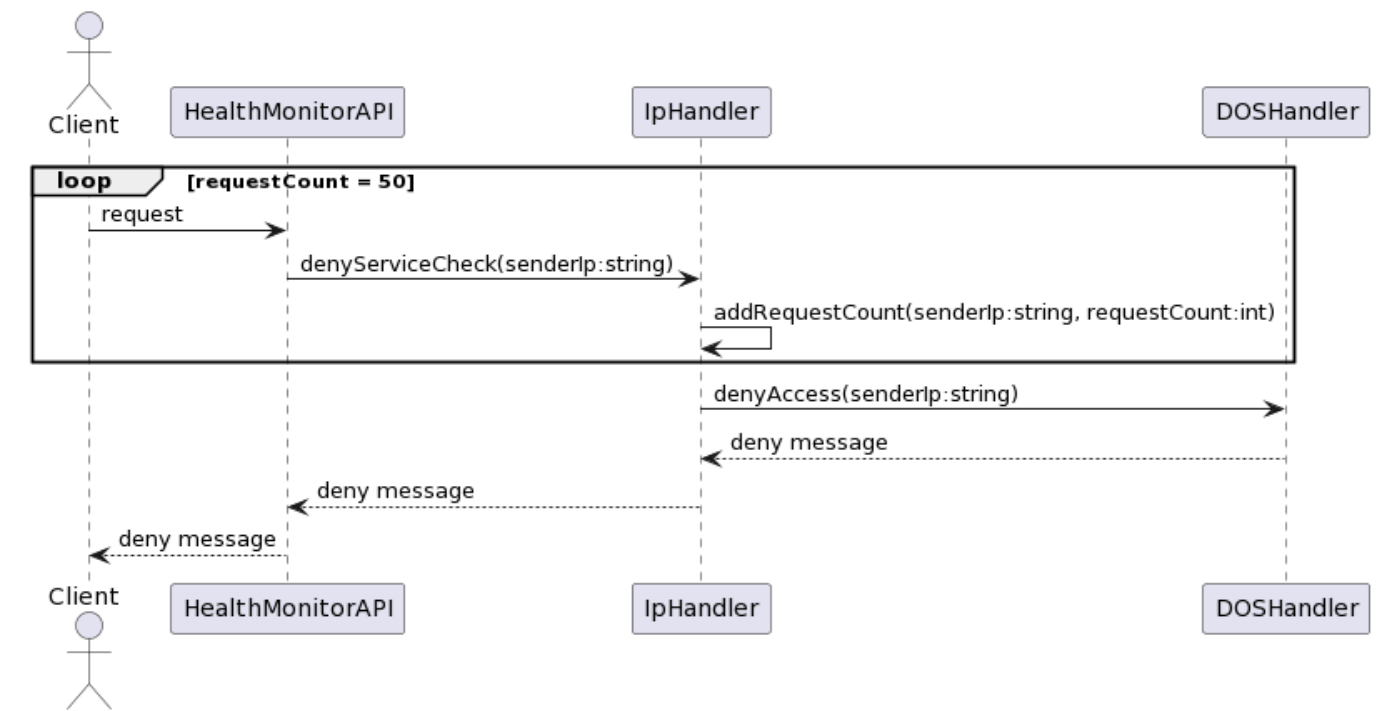 Client
HealthMonitorAPI
IpHandler
DOSHandler
loop
[requestCount = 50]
request
denyServiceCheck(senderIp:string)
addRequestCount(senderIp:string, requestCount:int)
denyAccess(senderIp:string)
deny message
deny message
deny message
Client
HealthMonitorAPI
IpHandler
DOSHandler